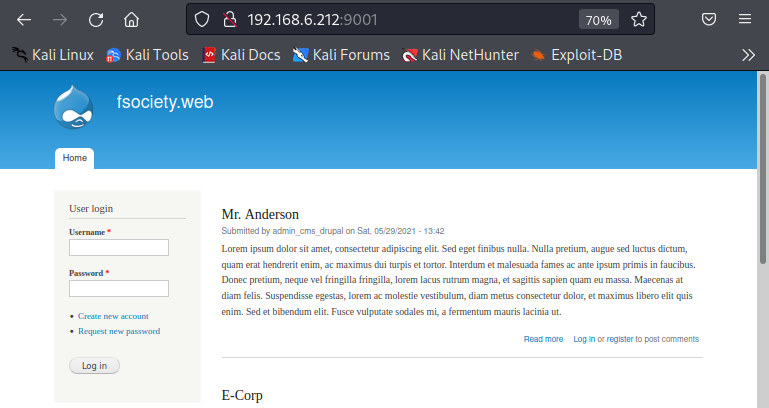 192.168.6.212:9001
70%
Kali Linux
Kali Tools
Kali Docs
Kali Forums
Kali NetHunter
Exploit-DB
fsociety.web
Home
User login
Username *
Password *
Create new account
Request new password
Log in
Mr. Anderson
Submitted by admin_cms_drupal on Sat, 05/29/2021 - 13:42
Lorem ipsum dolor sit amet, consectetur adipiscing elit. Sed eget finibus nulla. Nulla pretium, augue sed luctus dictum,
quam erat hendrerit enim, ac maximus dui turpis et tortor. Interdum et malesuada fames ac ante ipsum primis in faucibus.
Donec pretium, neque vel fringilla fringilla, lorem lacus rutrum magna, et sagittis sapien quam eu massa. Maecenas at
diam felis. Suspendisse egestas, lorem ac molestie vestibulum, diam metus consectetur dolor, et maximus libero elit quis
enim. Sed et bibendum elit. Fusce vulputate sodales mi, a fermentum mauris lacinia ut.
Read more
Log in or register to post comments
E-Corp